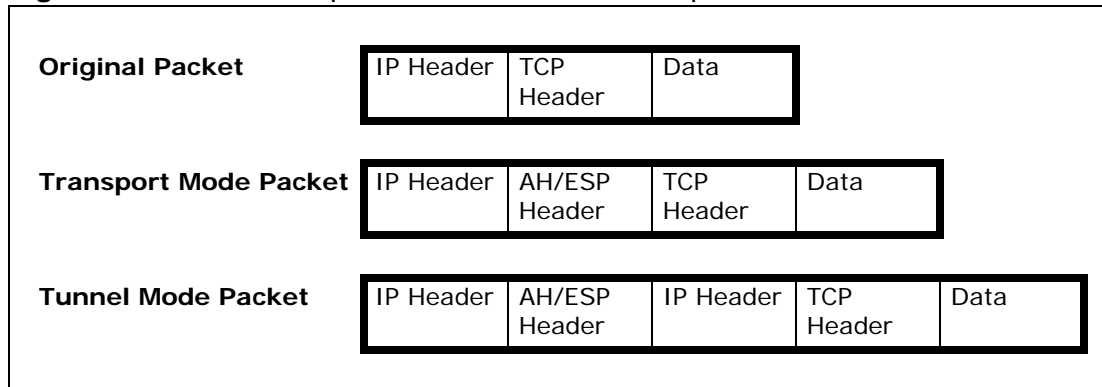 Original Packet
IP Header
TCP
Header
Data
Transport Mode Packet
IP Header
AH/ESP
Header
TCP
Header
Data
Tunnel Mode Packet
IP Header
AH/ESP
Header
IP Header
TCP
Header
Data